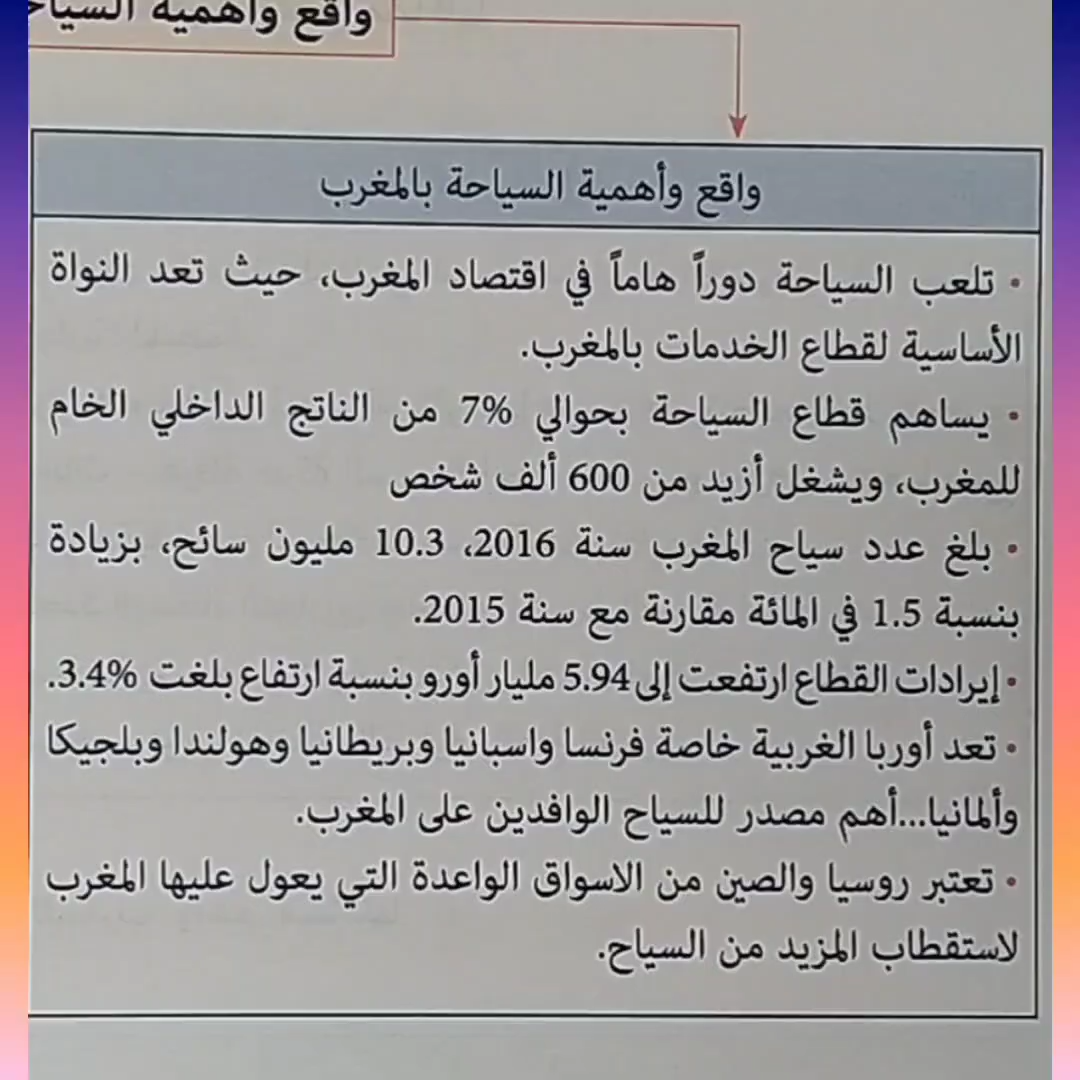 واقع وأهمية
واقع وأهمية السياحة بالمغرب
• تلعب السياحة دوراً هاماً في اقتصاد المغرب، حيث تعد النواة
الأساسية لقطاع الخدمات بالمغرب.
• يساهم قطاع السياحة بحوالي 7% من الناتج الداخلي الخام
للمغرب، ويشغل أزيد من 600 ألف شخص
• بلغ عدد سياح المغرب سنة 2016، 10.3 مليون سائح، بزيادة
بنسبة 1.5 في المائة مقارنة مع سنة 2015.
• إيرادات القطاع ارتفعت إلى 5.94 مليار أورو بنسبة ارتفاع بلغت 3.4%.
• تعد أوربا الغربية خاصة فرنسا واسبانيا وبريطانيا وهولندا وبلجيكا
وألمانيا...أهم مصدر للسياح الوافدين على المغرب.
• تعتبر روسيا والصين من الاسواق الواعدة التي يعول عليها المغرب
لاستقطاب المزيد من السياح.